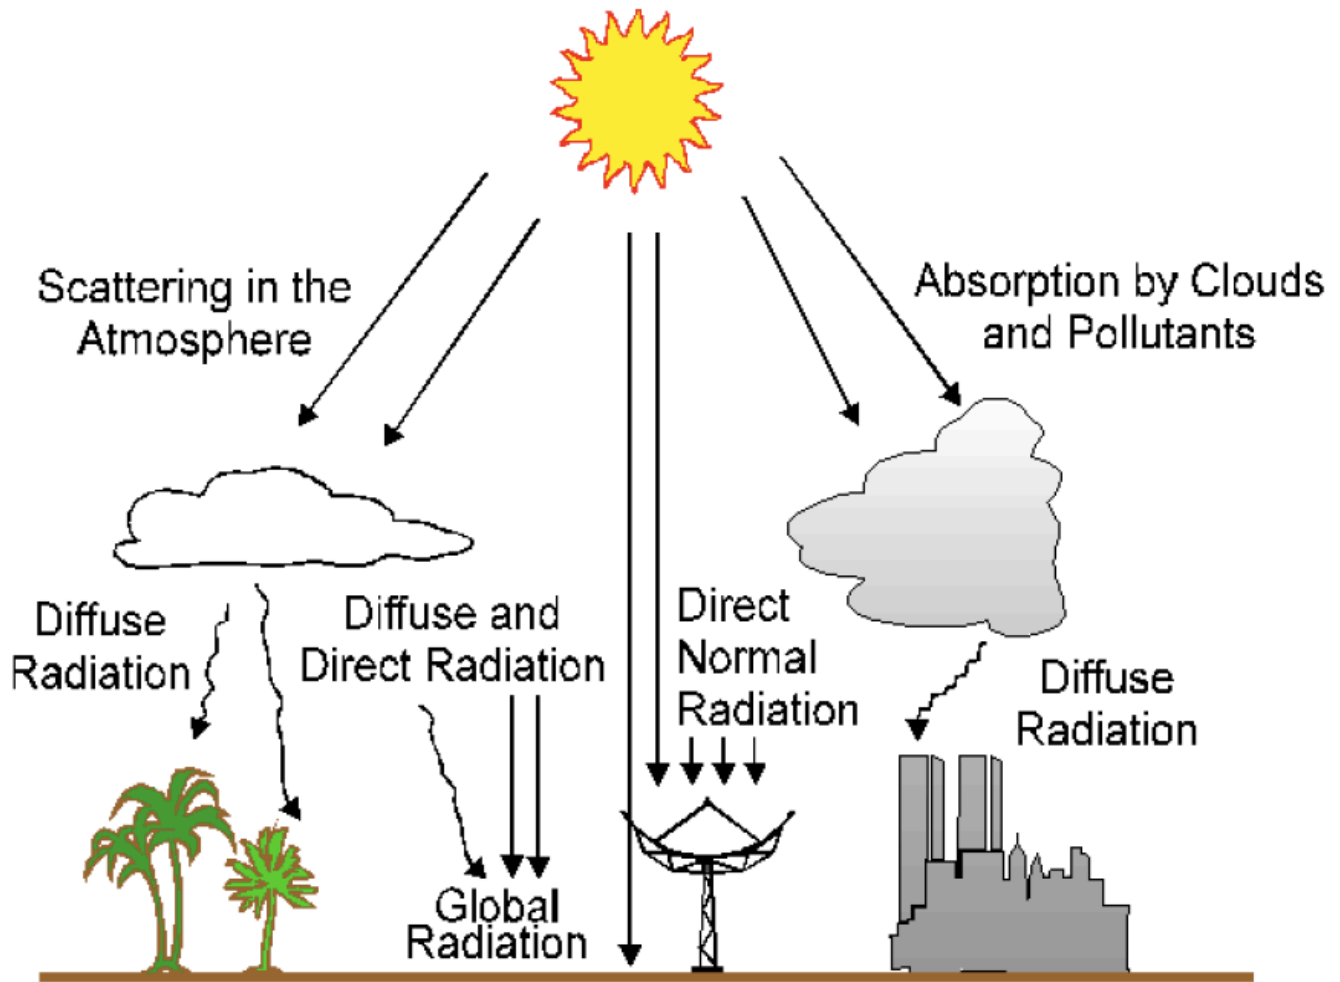 Scattering in the
Atmosphere
Absorption by Clouds
and Pollutants
Diffuse
Radiation
Diffuse and
Direct Radiation
Direct
Normal
Radiation
Diffuse
Radiation
Global
Radiation